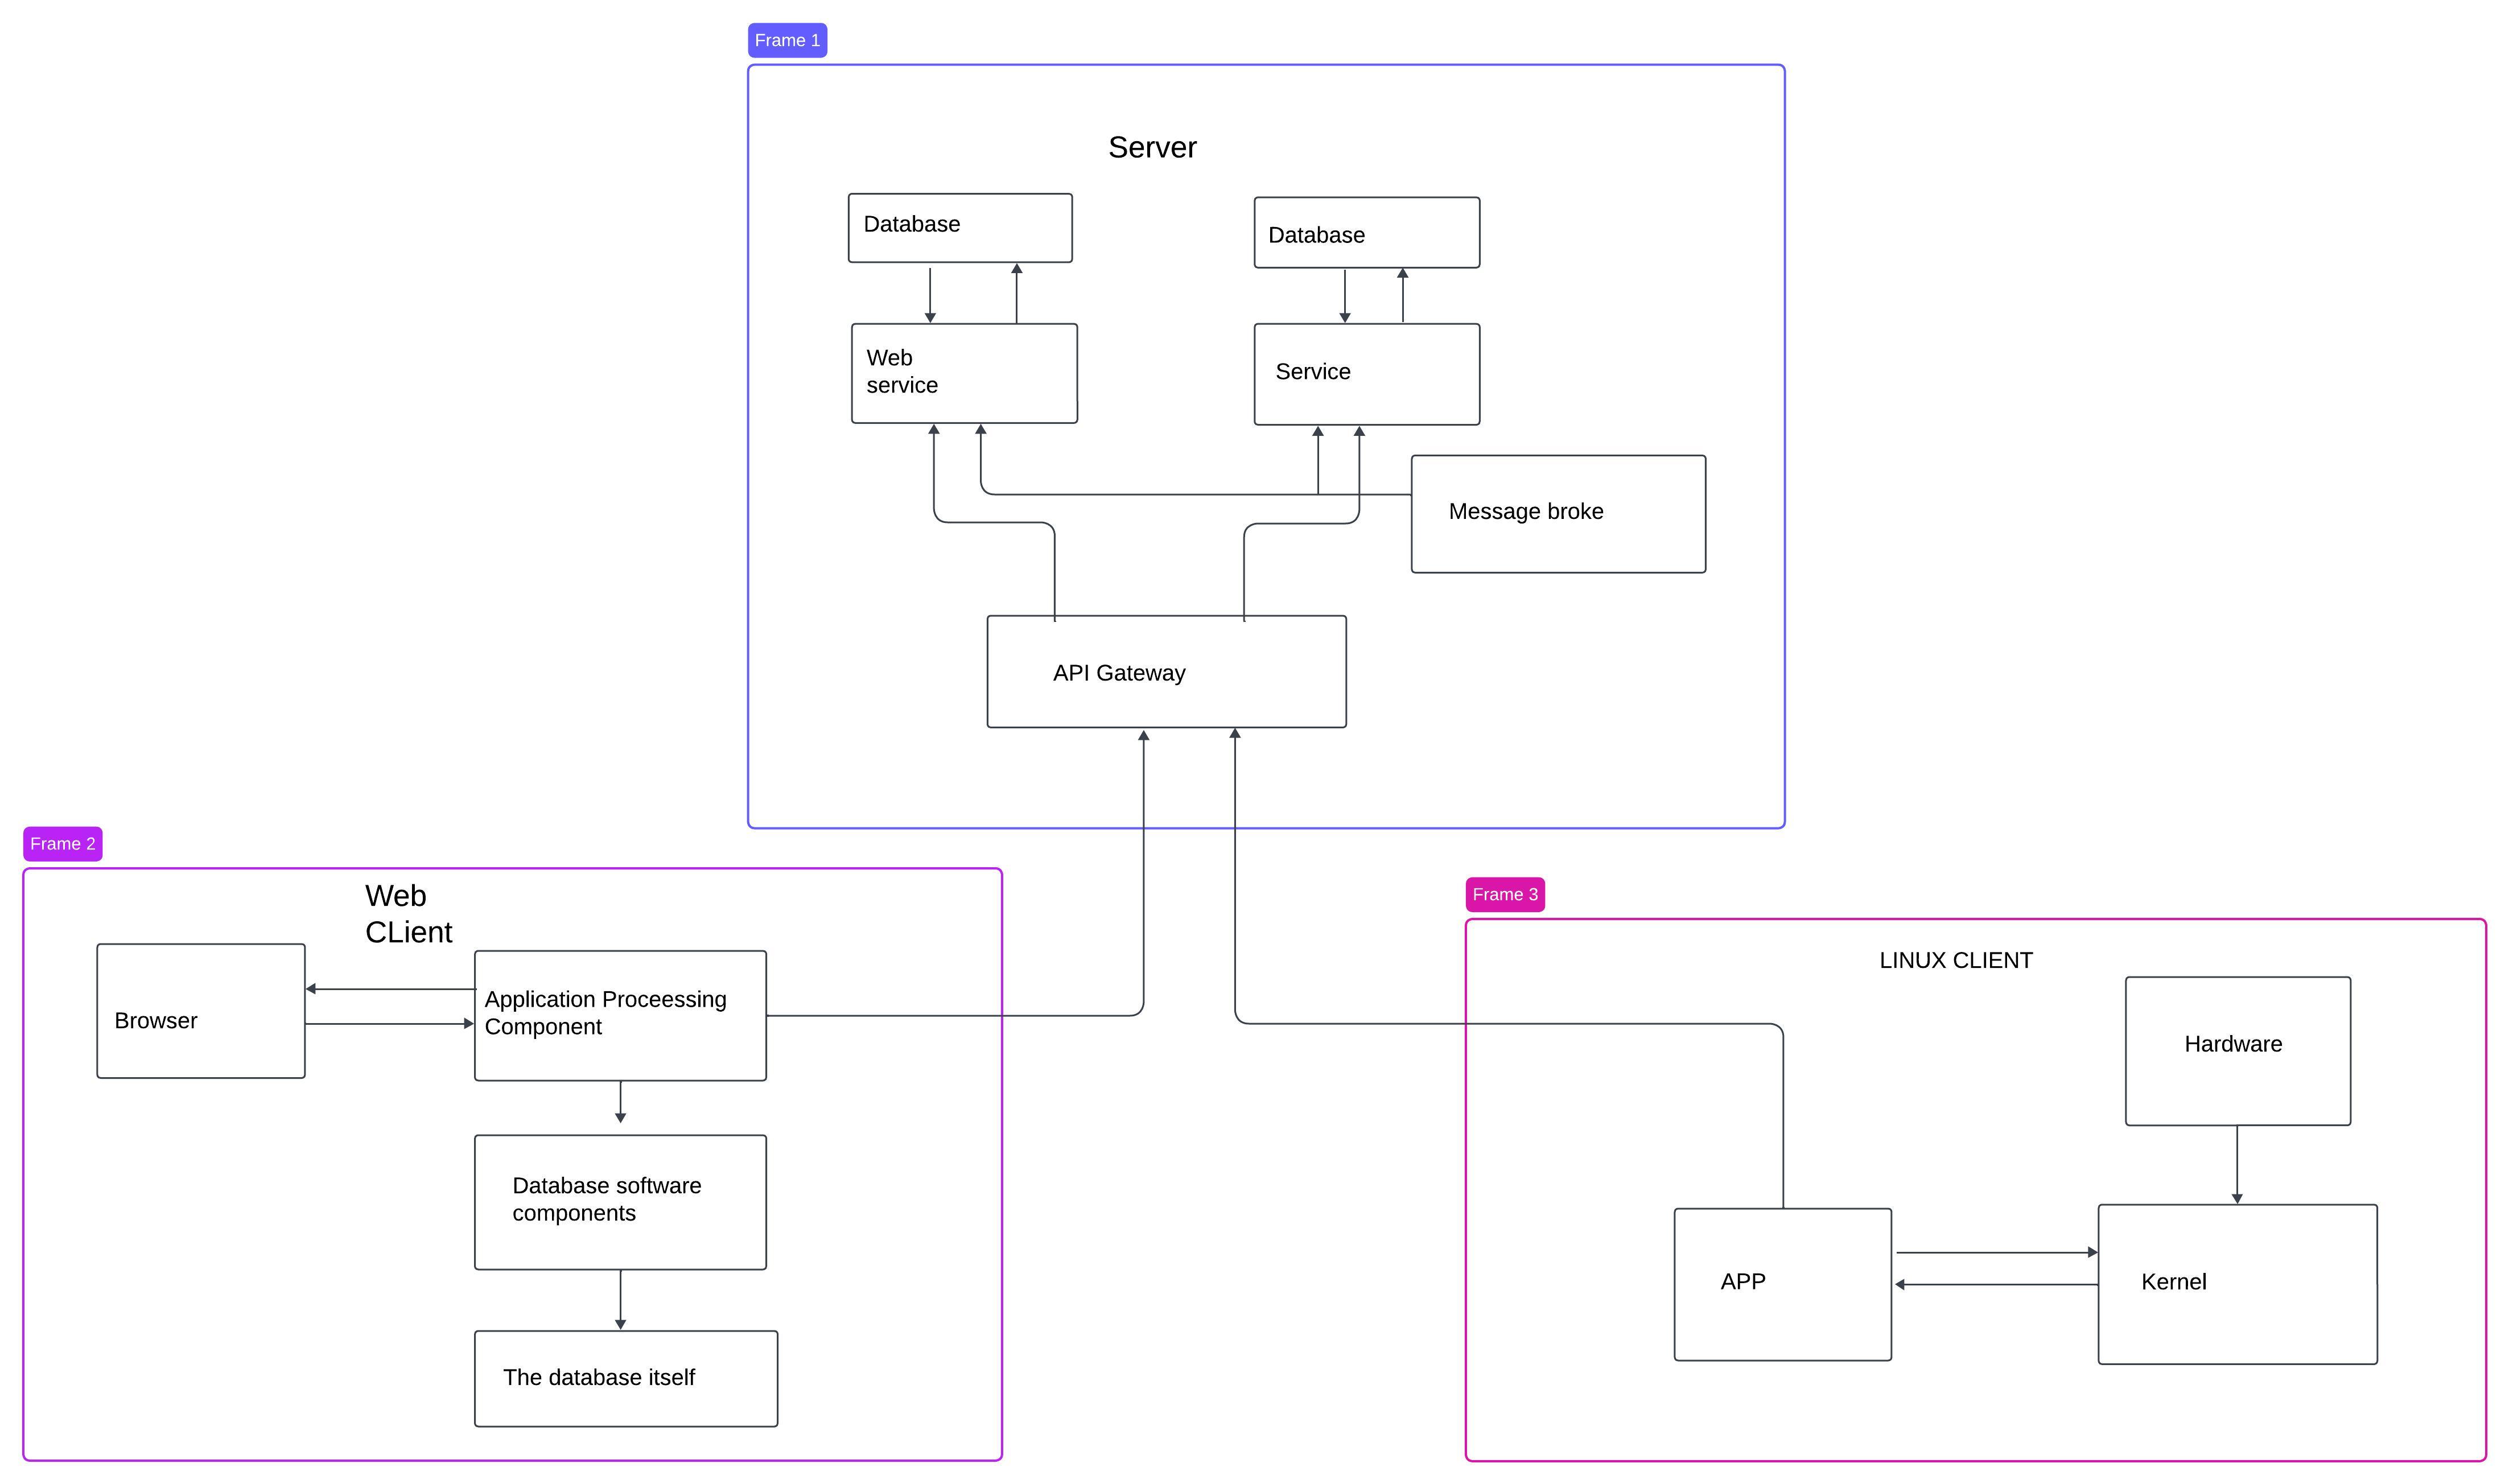 Frame 1
Server
Database
Database
Web
service
Service
Message broke
API Gateway
Frame 2
Web
CLient
Browser
Application Proceessing
Component
Database software
components
The database itself
Frame 3
LINUX CLIENT
Hardware
APP
Kernel